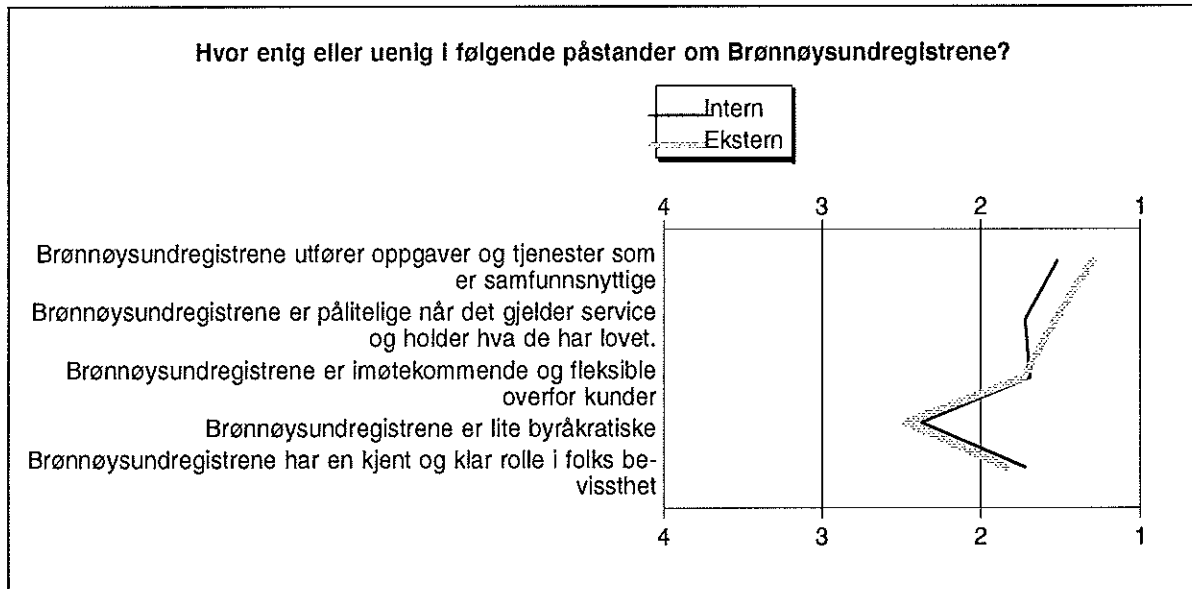 Hvor enig eller uenig i følgende påstander om Brønnøysundregistrene?
Intern
Ekstern
4 3 2 1
Brønnøysundregistrene utfører oppgaver og tjenester som
er samfunnsnyttige
Brønnøysundregistrene er pålitelige når det gjelder service
og holder hva de har lovet.
Brønnøysundregistrene er imøtekommende og fleksible
overfor kunder
Brønnøysundregistrene er lite byråkratiske
Brønnøysundregistrene har en kjent og klar rolle i folks be-
vissthet
4 3 2 1